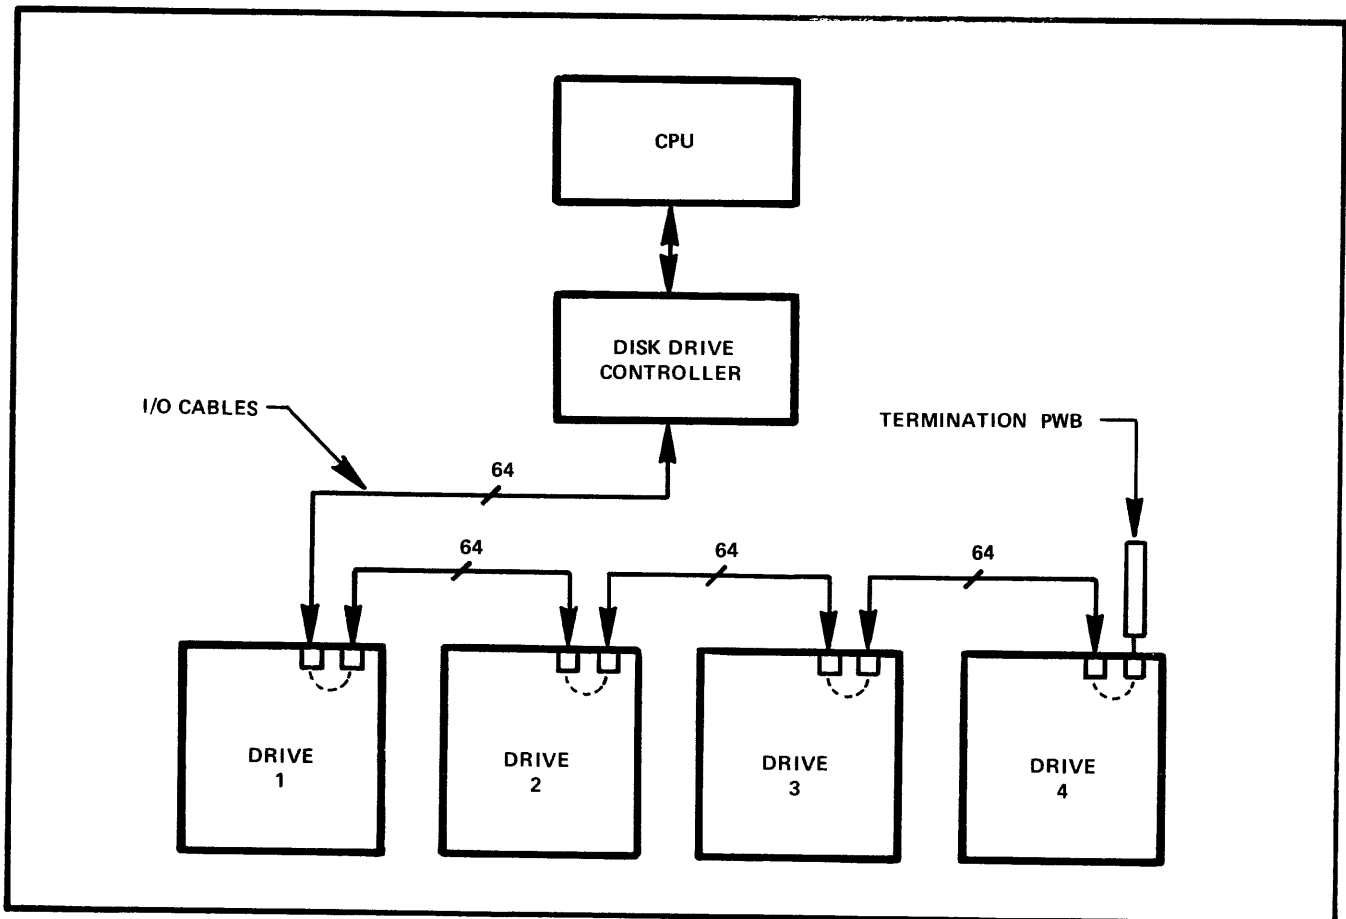 CPU
DISK DRIVE
CONTROLLER
I/O CABLES
TERMINATION PWB
64
64
64
64
DRIVE
1
DRIVE
2
DRIVE
3
DRIVE
4